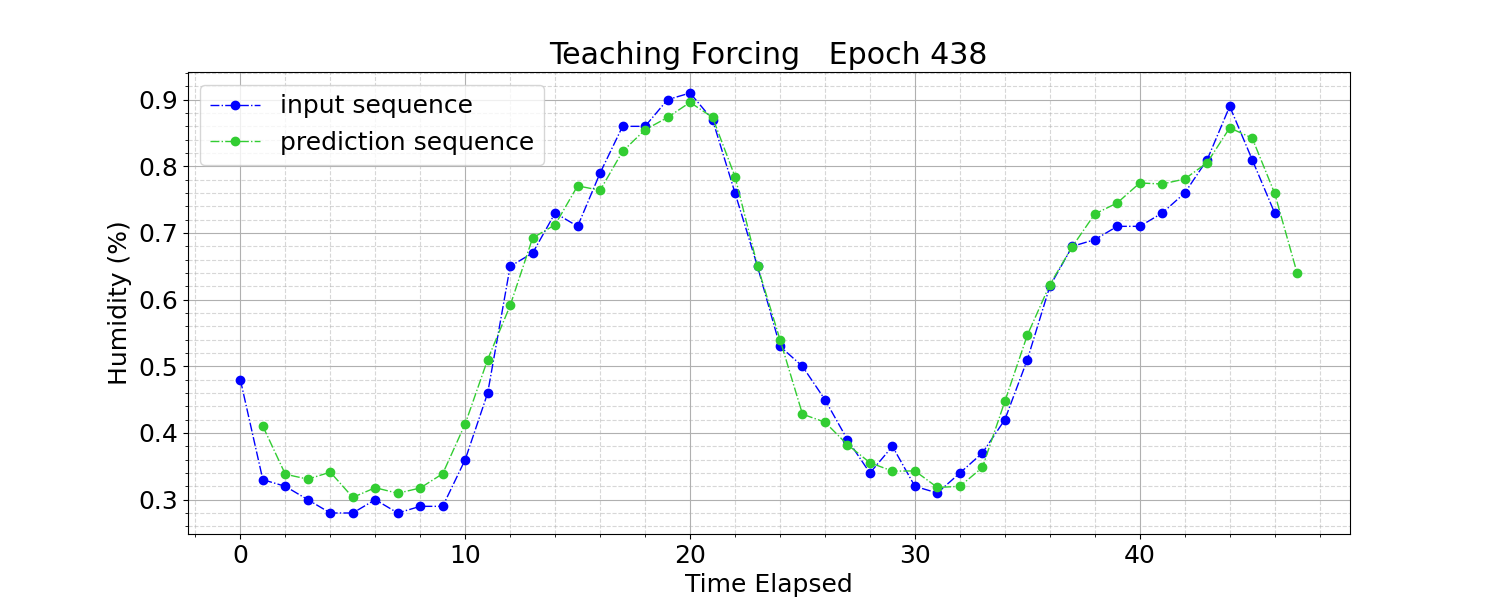 Teaching Forcing   Epoch 438
input sequence
prediction sequence
Humidity (%)
0.9
0.8
0.7
0.6
0.5
0.4
0.3
0 10 20 30 40
Time Elapsed